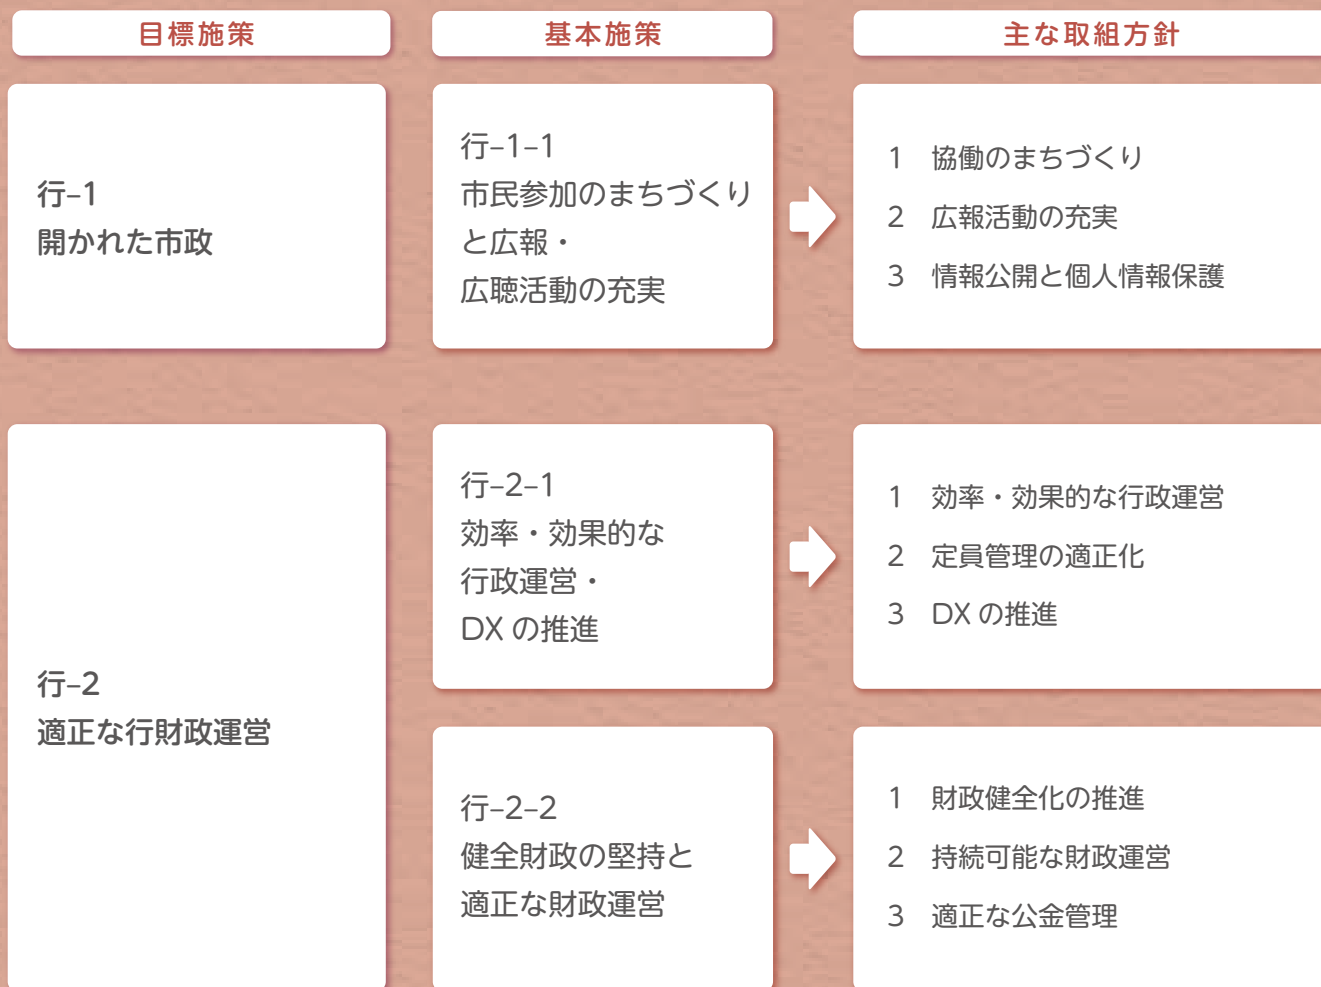 目標施策
基本施策
主な取組方針
行–1
開かれた市政
行–1–1
市民参加のまちづくり
と広報・
広聴活動の充実
1 協働のまちづくり
2 広報活動の充実
3 情報公開と個人情報保護
行–2
適正な行財政運営
行–2–1
効率・効果的な
行政運営・
DX の推進
1 効率・効果的な行政運営
2 定員管理の適正化
3 DX の推進
行–2–2
健全財政の堅持と
適正な財政運営
1 財政健全化の推進
2 持続可能な財政運営
3 適正な公金管理